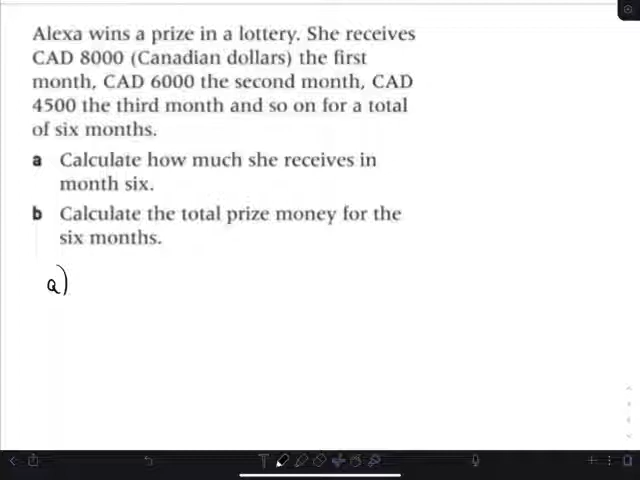 Alexa wins a prize in a lottery. She receives
CAD 8000 (Canadian dollars) the first
month, CAD 6000 the second month, CAD
4500 the third month and so on for a total
of six months.
a Calculate how much she receives in
month six.
b Calculate the total prize money for the
six months.
a)